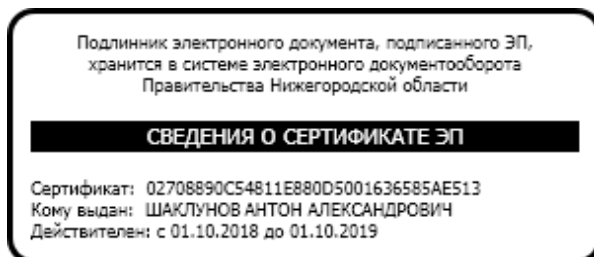 Подлинник электронного документа, подписанного ЭП,
хранится в системе электронного документооборота
Правительства Нижегородской области
СВЕДЕНИЯ О СЕРТИФИКАТЕ ЭП
Сертификат: 02708890C54811E880D5001636585AE513
Кому выдан: ШАКЛУНОВ АНТОН АЛЕКСАНДРОВИЧ
Действителен: с 01.10.2018 до 01.10.2019